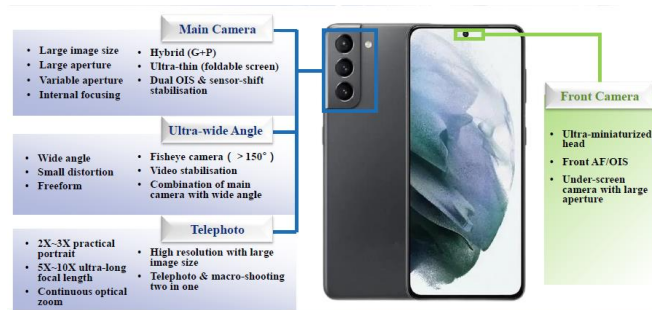 Main Camera
• Large image size
• Large aperture
• Variable aperture
• Internal focusing
• Hybrid (G+P)
• Ultra-thin (foldable screen)
• Dual OIS & sensor-shift
stabilisation
Ultra-wide Angle
• Wide angle
• Small distortion
• Freeform
• Fisheye camera ( >150° )
• Video stabilisation
• Combination of main
camera with wide angle
Telephoto
• 2X~3X practical
portrait
• 5X~10X ultra-long
focal length
• Continuous optical
zoom
• High resolution with large
image size
• Telephoto & macro-shooting
two in one
Front Camera
• Ultra-miniaturized
head
• Front AF/OIS
• Under-screen
camera with large
aperture